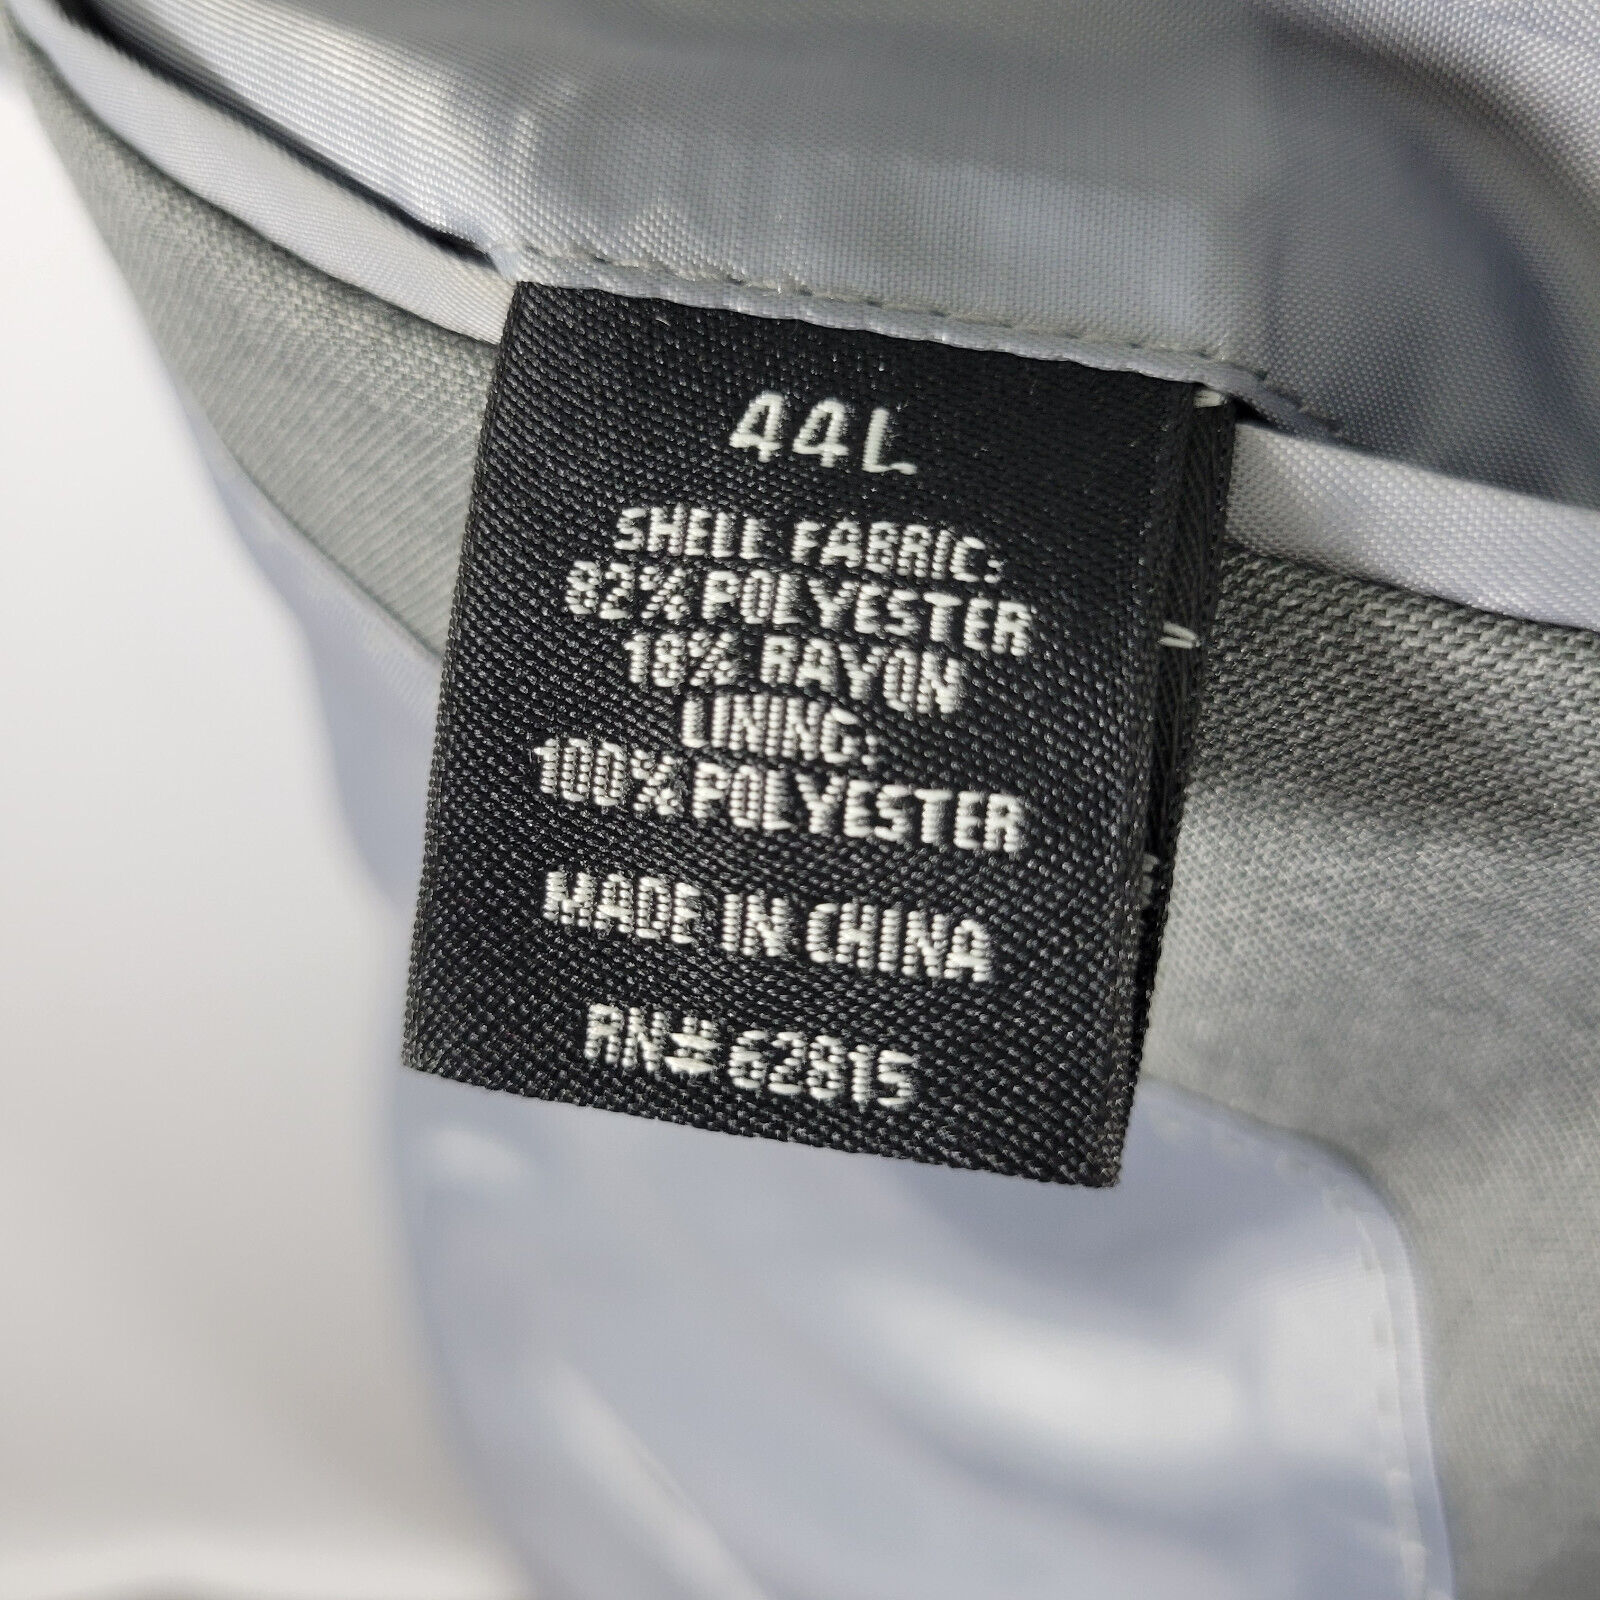 44L
SHELL FABRIC:
82% POLYESTER
18% RAYON
LINING:
100% POLYESTER
MADE IN CHINA
RN# 62815